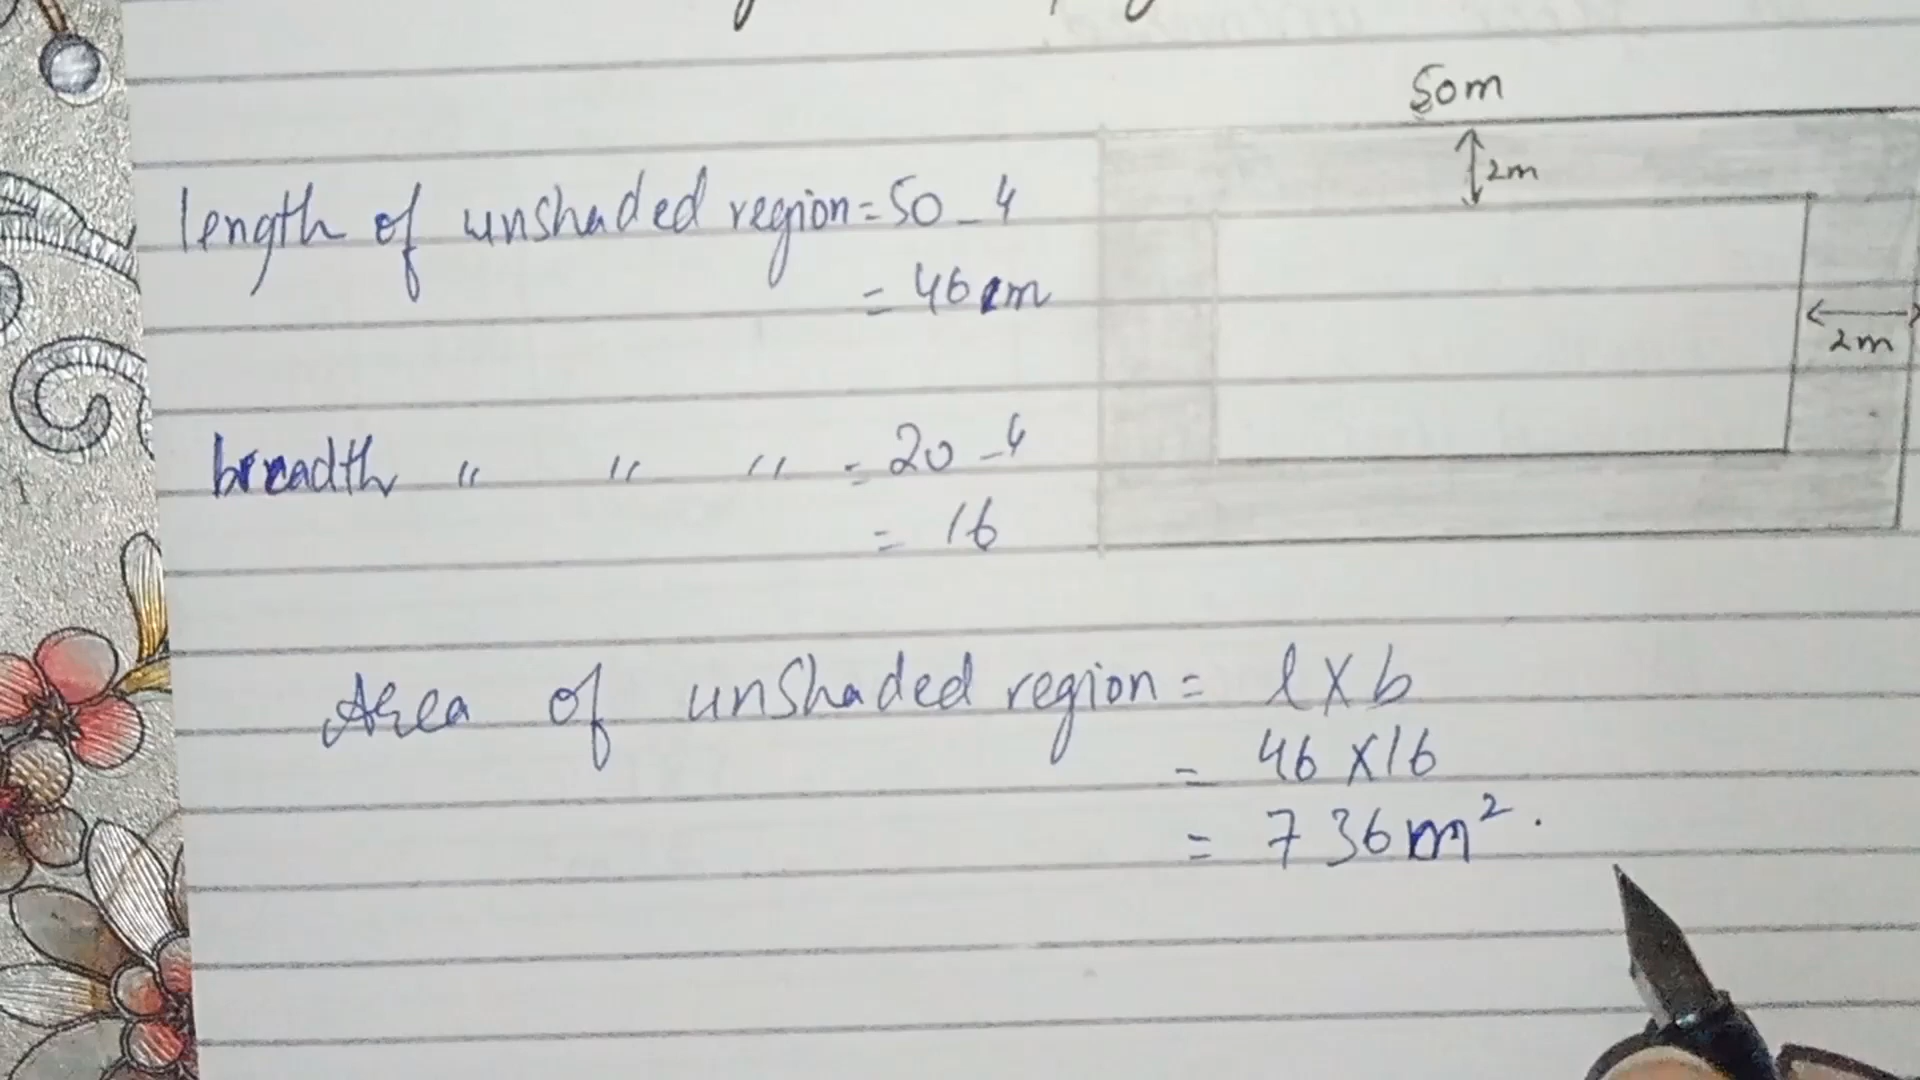 50m
2m
length of unshaded region = 50 - 4
= 46 m
2m
breadth " " " = 20 - 4
= 16
Area of unshaded region = l x b
= 46 x 16
= 736 m².